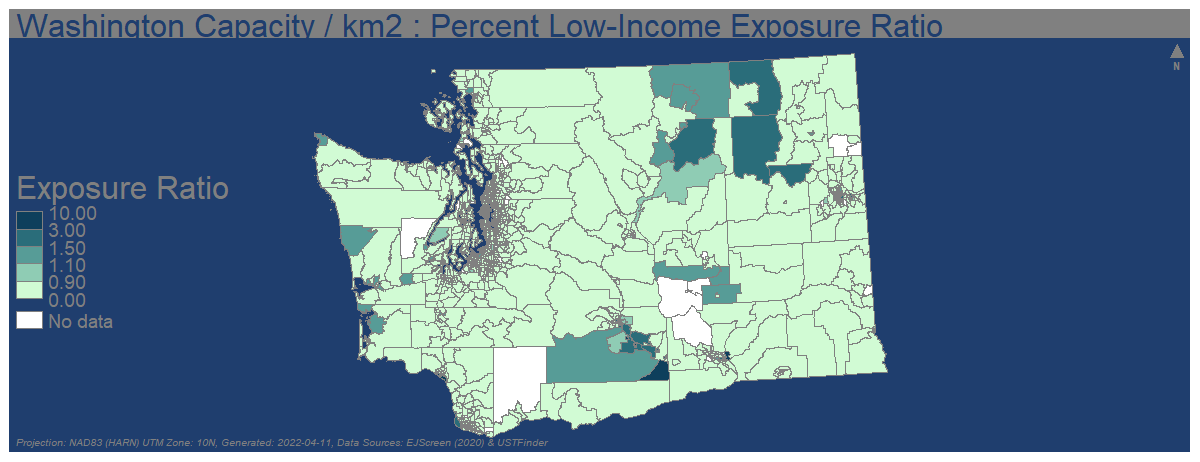 Washington Capacity / km2 : Percent Low-Income Exposure Ratio
N
Exposure Ratio
10.00
3.00
1.50
1.10
0.90
0.00
No data
Projection: NAD83 (HARN) UTM Zone: 10N, Generated: 2022-04-11, Data Sources: EJScreen (2020) & USTFinder